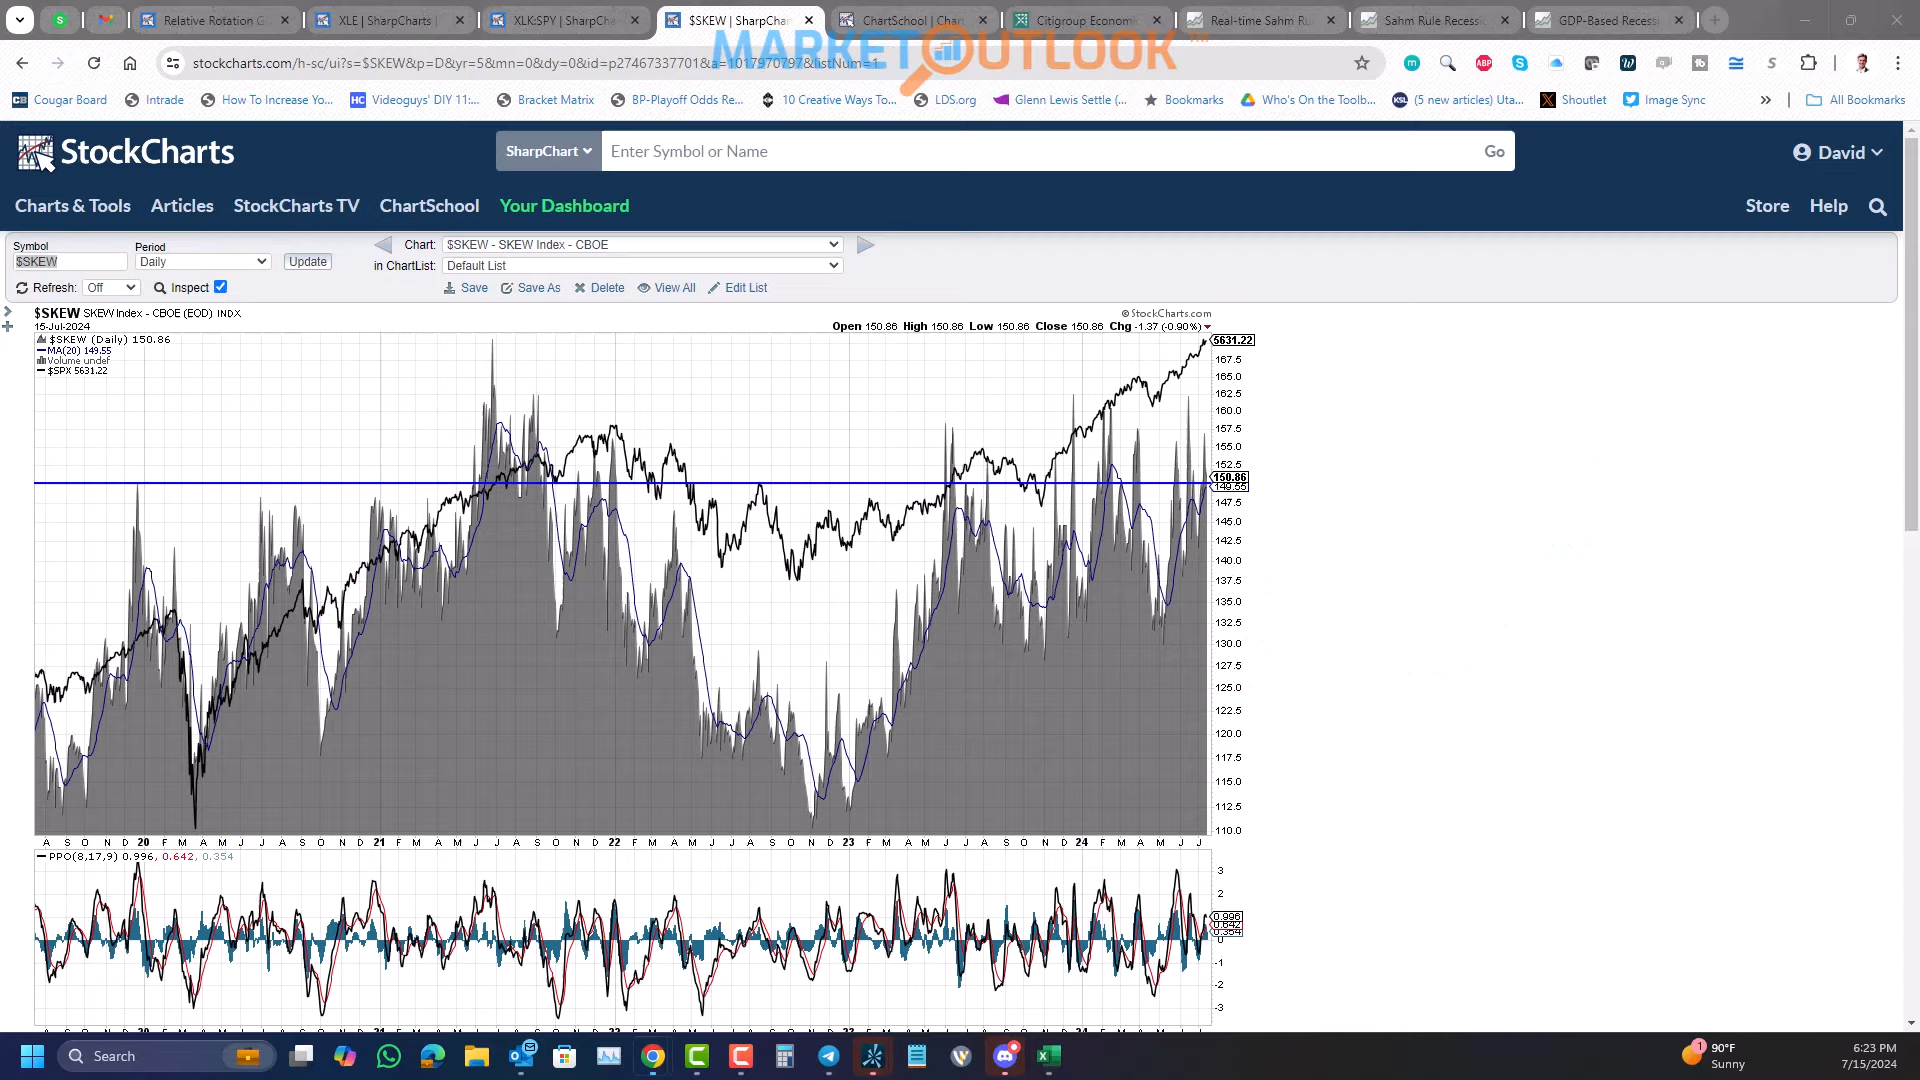 Relative Rotation G
XLE | SharpCharts |
XLK:SPY | SharpCha
$SKEW | SharpChar
ChartSchool | Chart
Citigroup Economic
Real-time Sahm Ru
Sahm Rule Recessio
GDP-Based Recessi
MARKET OUTLOOK
stockcharts.com/h-sc/ui?s=$SKEW&p=D&yr=5&mn=0&dy=0&id=p27467337701&a=1017970797&listNum=1
Cougar Board
Intrade
How To Increase Yo...
Videoguys' DIY 11:...
Bracket Matrix
BP-Playoff Odds Re...
10 Creative Ways To...
LDS.org
Glenn Lewis Settle (...
Bookmarks
Who's On the Toolb...
(5 new articles) Uta...
Shoutlet
Image Sync
All Bookmarks
StockCharts
SharpChart
Enter Symbol or Name
Go
David
Charts & Tools
Articles
StockCharts TV
ChartSchool
Your Dashboard
Store
Help
Symbol
Period
$SKEW
Daily
Update
Chart:
$SKEW - SKEW Index - CBOE
in ChartList:
Default List
Refresh:
Off
Inspect
Save
Save As
Delete
View All
Edit List
$SKEW SKEW Index - CBOE (EOD) INDX
© StockCharts.com
15-Jul-2024
Open 150.86 High 150.86 Low 150.86 Close 150.86 Chg -1.37 (-0.90%)
$SKEW (Daily) 150.86
MA(20) 149.55
Volume undef
$SPX 5631.22
5631.22
167.5
165.0
162.5
160.0
157.5
155.0
152.5
150.86
149.55
147.5
145.0
142.5
140.0
137.5
135.0
132.5
130.0
127.5
125.0
122.5
120.0
117.5
115.0
112.5
110.0
A S O N D 20 F M A M J J A S O N D 21 F M A M J J A S O N D 22 F M A M J J A S O N D 23 F M A M J J A S O N D 24 F M A M J J
PPO(8,17,9) 0.996, 0.642, 0.354
3
2
0.996
0.642
0.354
0
-1
-2
-3
Search
90°F
Sunny
6:23 PM
7/15/2024